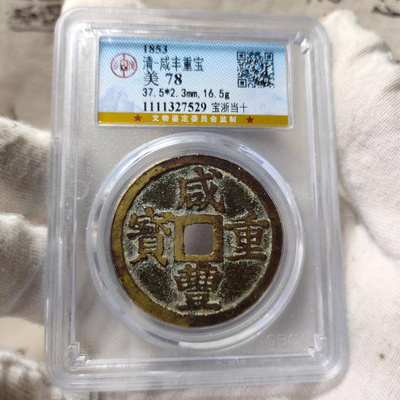 1853
清-咸丰重宝
美 78
37.5*2.3mm,16.5g
1111327529 宝浙当十
★ 文物鉴定委员会监制 ★
咸
寶 重
豐